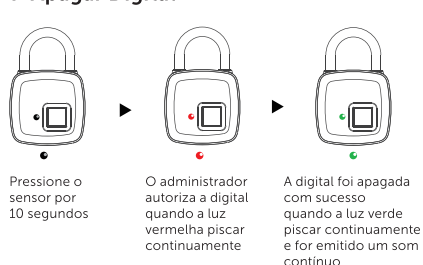 Apagar Digital
Pressione o
sensor por
10 segundos
O administrador
autoriza a digital
quando a luz
vermelha piscar
continuamente
A digital foi apagada
com sucesso
quando a luz verde
piscar continuamente
e for emitido um som
contínuo